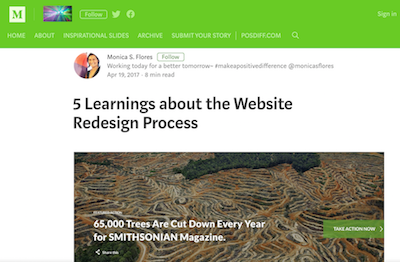 M Follow Sign in
HOME ABOUT INSPIRATIONAL SLIDES ARCHIVE SUBMIT YOUR STORY | POSDIFF.COM
Monica S. Flores Follow
Working today for a better tomorrow– #makeapositivedifference @monicasflores
Apr 19, 2017 · 8 min read
5 Learnings about the Website
Redesign Process
65,000 Trees Are Cut Down Every Year
for SMITHSONIAN Magazine.
TAKE ACTION NOW
Share this